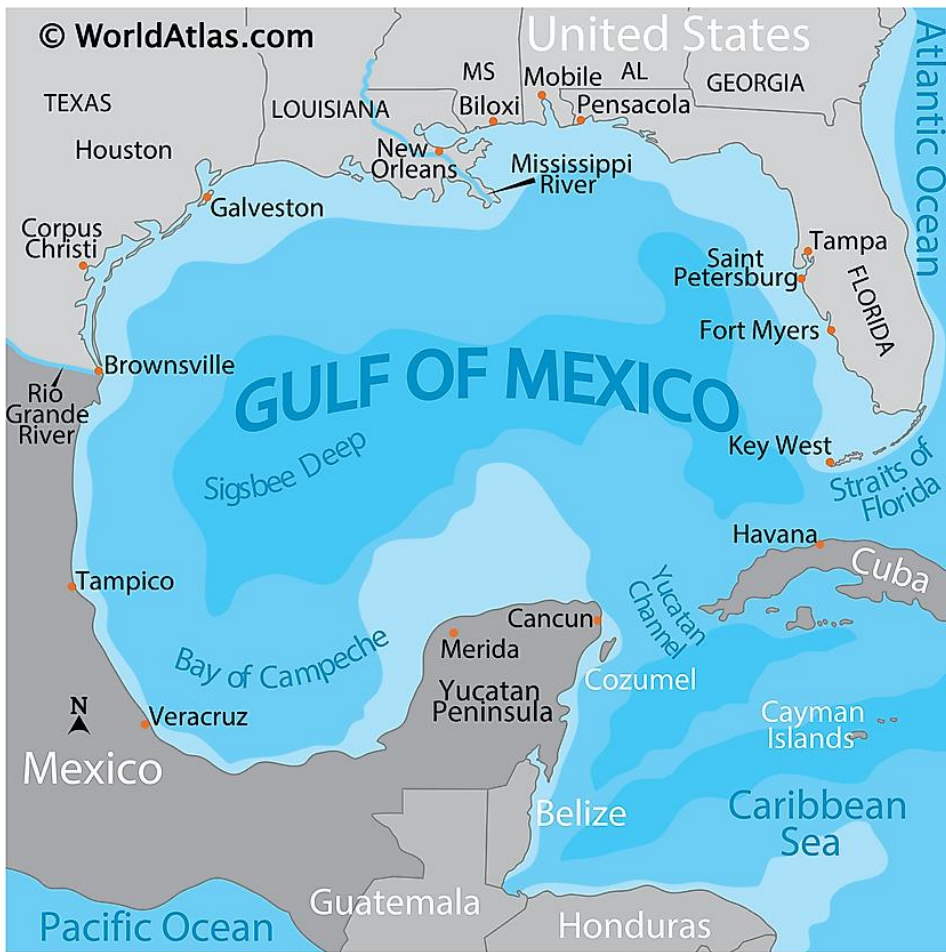 © WorldAtlas.com
United States
Atlantic Ocean
MS
Mobile
AL
GEORGIA
TEXAS
LOUISIANA
Biloxi
Pensacola
Houston
New
Orleans
Mississippi
River
Galveston
Corpus
Christi
Tampa
Saint
Petersburg
FLORIDA
Fort Myers
Brownsville
GULF OF MEXICO
Rio
Grande
River
Key West
Sigsbee Deep
Straits of
Florida
Havana
Cuba
Tampico
Yucatan
Channel
Cancun
Merida
Bay of Campeche
Cozumel
Yucatan
Peninsula
N
Veracruz
Cayman
Islands
Mexico
Belize
Caribbean
Sea
Guatemala
Pacific Ocean
Honduras